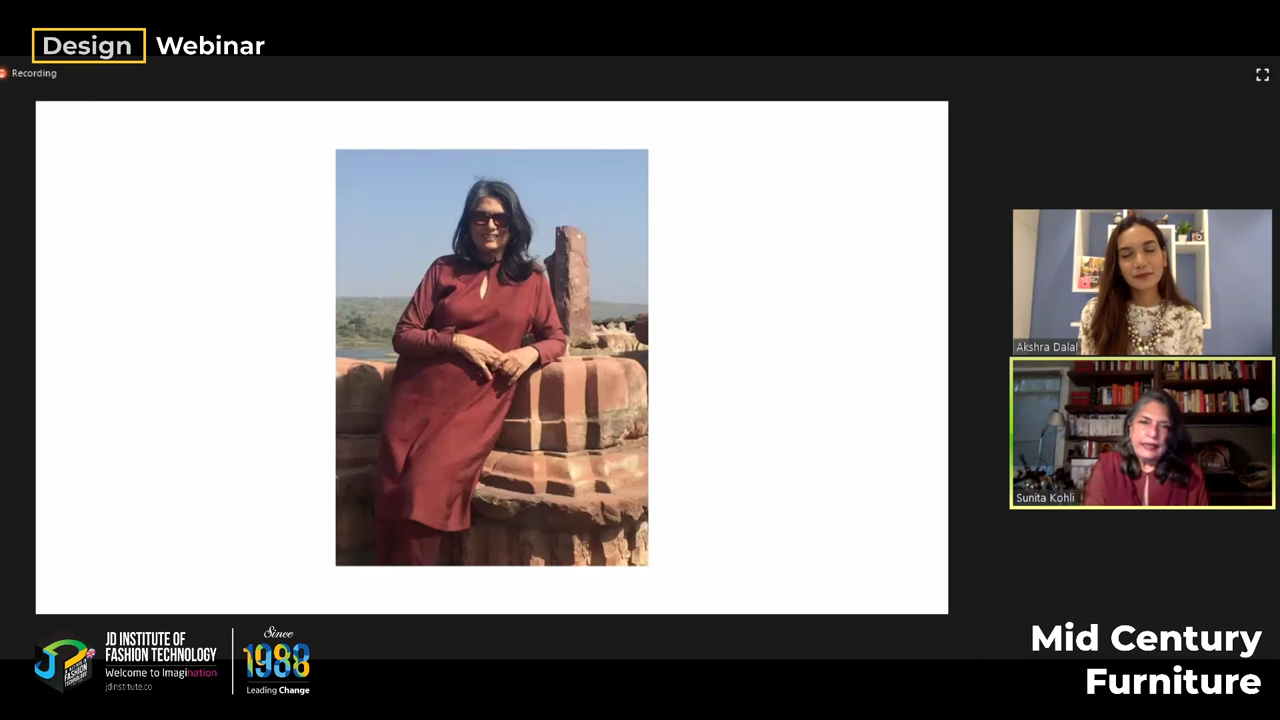 Design Webinar
Recording
Akshra Dalal
Sunita Kohli
JD INSTITUTE OF
FASHION TECHNOLOGY
Welcome to Imagination
jdinstitute.co
Since
1988
Leading Change
Mid Century
Furniture